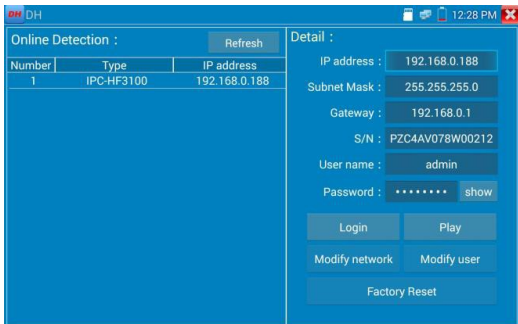 DH DH 12:28 PM
Online Detection : Refresh
Number Type IP address
1 IPC-HF3100 192.168.0.188
Detail :
IP address : 192.168.0.188
Subnet Mask : 255.255.255.0
Gateway : 192.168.0.1
S/N : PZC4AV078W00212
User name : admin
Password : •••••••• show
Login Play
Modify network Modify user
Factory Reset